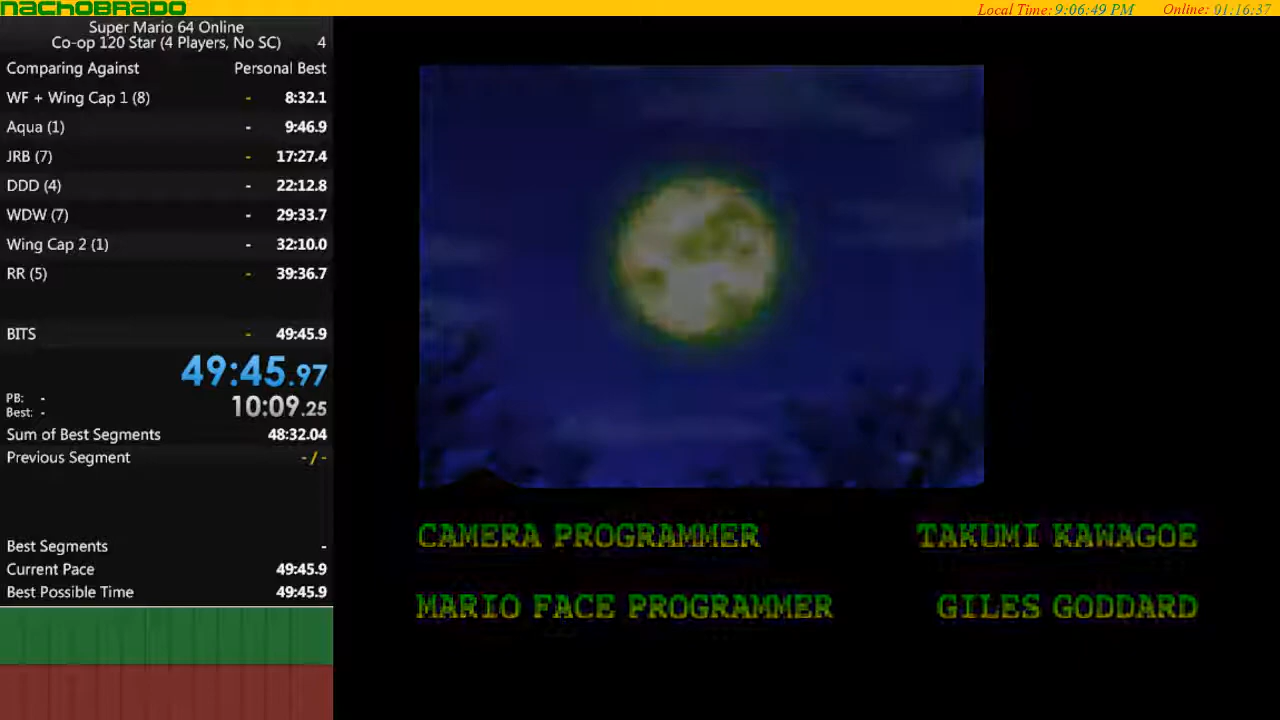 NACHOBRADO
Local Time: 9:06:49 PM Online: 01:16:37
Super Mario 64 Online
Co-op 120 Star (4 Players, No SC) 4
Comparing Against Personal Best
WF + Wing Cap 1 (8) - 8:32.1
Aqua (1) - 9:46.9
JRB (7) - 17:27.4
DDD (4) - 22:12.8
WDW (7) - 29:33.7
Wing Cap 2 (1) - 32:10.0
RR (5) - 39:36.7
BITS - 49:45.9
49:45.97
PB: -
Best: -
10:09.25
Sum of Best Segments 48:32.04
Previous Segment - / -
Best Segments -
Current Pace 49:45.9
Best Possible Time 49:45.9
CAMERA PROGRAMMER TAKUMI KAWAGOE
MARIO FACE PROGRAMMER GILES GODDARD